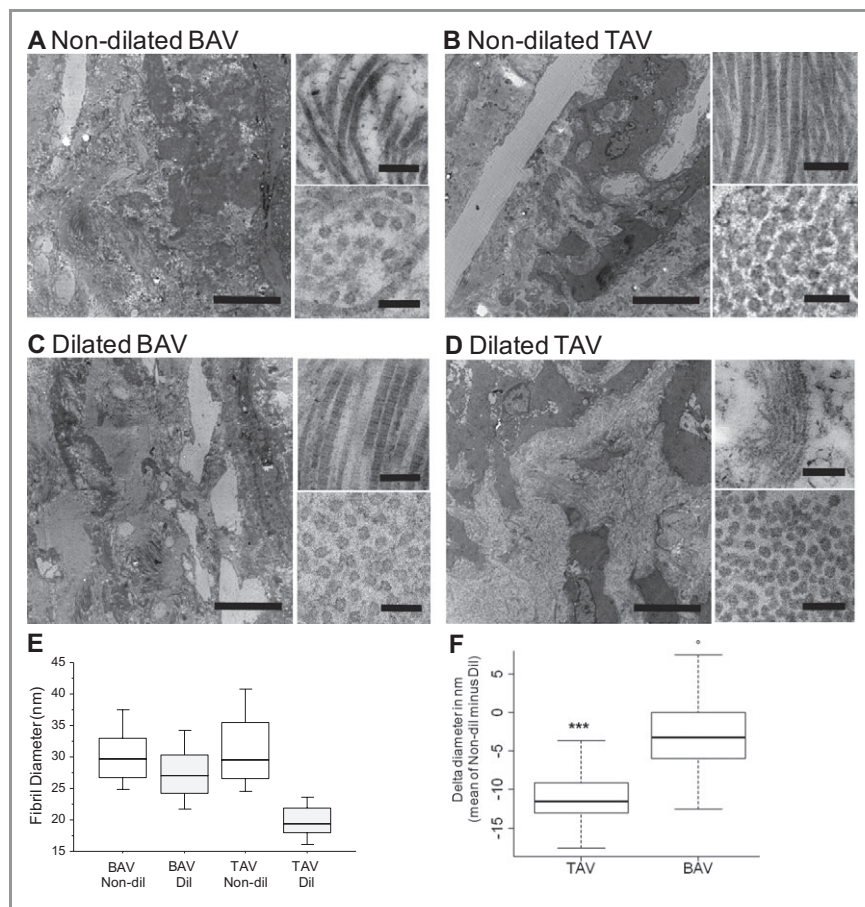 A Non-dilated BAV
B Non-dilated TAV
C Dilated BAV
D Dilated TAV
E
Fibril Diameter (nm)
45
40
35
30
25
20
15
BAV
Non-dil
BAV
Dil
TAV
Non-dil
TAV
Dil
F
Delta diameter in nm
(mean of Non-dil minus Dil)
5
0
-5
-10
-15
***
TAV
BAV